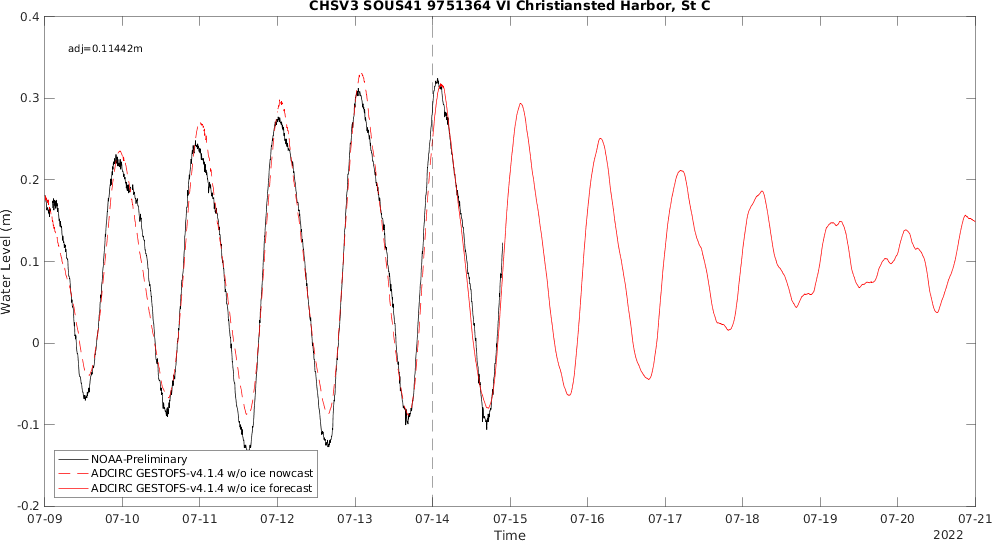 CHSV3 SOUS41 9751364 VI Christiansted Harbor, St C
adj=0.11442m
Water Level (m)
0.4
0.3
0.2
0.1
0
-0.1
-0.2
NOAA-Preliminary
ADCIRC GESTOFS-v4.1.4 w/o ice nowcast
ADCIRC GESTOFS-v4.1.4 w/o ice forecast
07-09 07-10 07-11 07-12 07-13 07-14 07-15 07-16 07-17 07-18 07-19 07-20 07-21
Time
2022